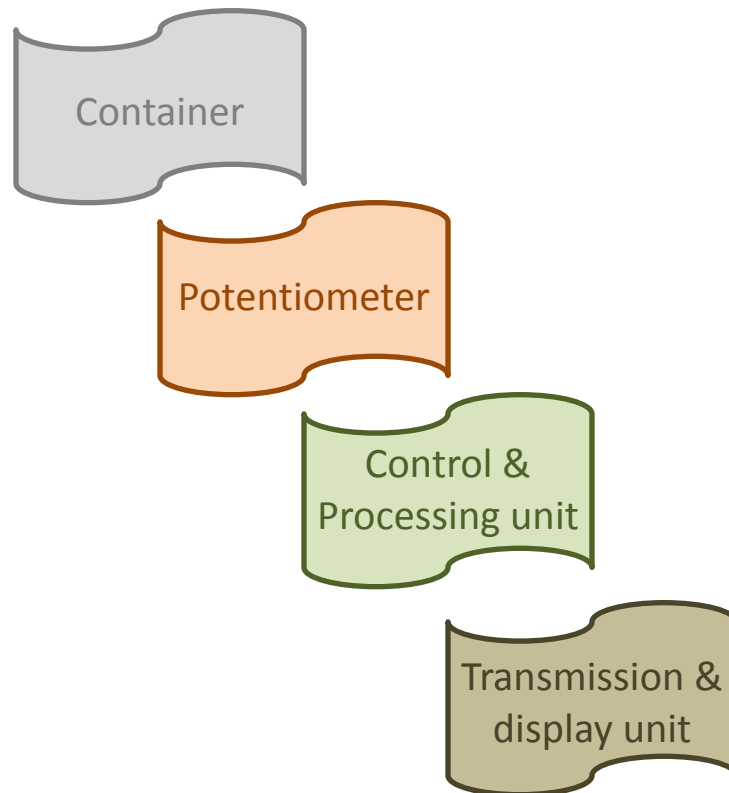 Container
Potentiometer
Control &
Processing unit
Transmission &
display unit